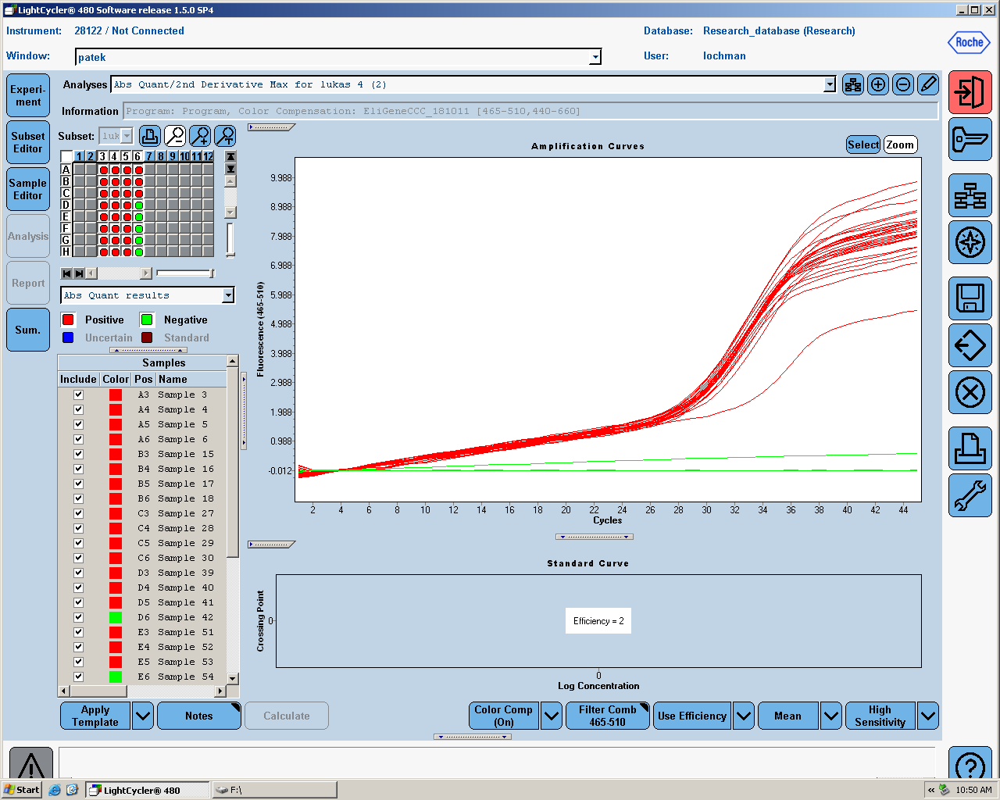 LightCycler® 480 Software release 1.5.0 SP4
Instrument: 28122 / Not Connected
Database: Research_database (Research)
Window: patek
User: lochman
Roche
Experi-
ment
Subset
Editor
Sample
Editor
Analysis
Report
Sum.
Analyses Abs Quant/2nd Derivative Max for lukas 4 (2)
Information Program: Program, Color Compensation: EliGeneCCC_181011 [465-510,440-660]
Subset: luk
1 2 3 4 5 6 7 8 9 10 11 12
A
B
C
D
E
F
G
H
Abs Quant results
Positive Negative
Uncertain Standard
Samples
Include Color Pos Name
A3 Sample 3
A4 Sample 4
A5 Sample 5
A6 Sample 6
B3 Sample 15
B4 Sample 16
B5 Sample 17
B6 Sample 18
C3 Sample 27
C4 Sample 28
C5 Sample 29
C6 Sample 30
D3 Sample 39
D4 Sample 40
D5 Sample 41
D6 Sample 42
E3 Sample 51
E4 Sample 52
E5 Sample 53
E6 Sample 54
Amplification Curves
Select Zoom
Fluorescence (465-510)
9.988
8.988
7.988
6.988
5.988
4.988
3.988
2.988
1.988
0.988
-0.012
2 4 6 8 10 12 14 16 18 20 22 24 26 28 30 32 34 36 38 40 42 44
Cycles
Standard Curve
Crossing Point
0
Efficiency = 2
0
Log Concentration
Apply
Template
Notes
Calculate
Color Comp
(On)
Filter Comb
465-510
Use Efficiency
Mean
High
Sensitivity
Start
LightCycler® 480
F:\
10:50 AM